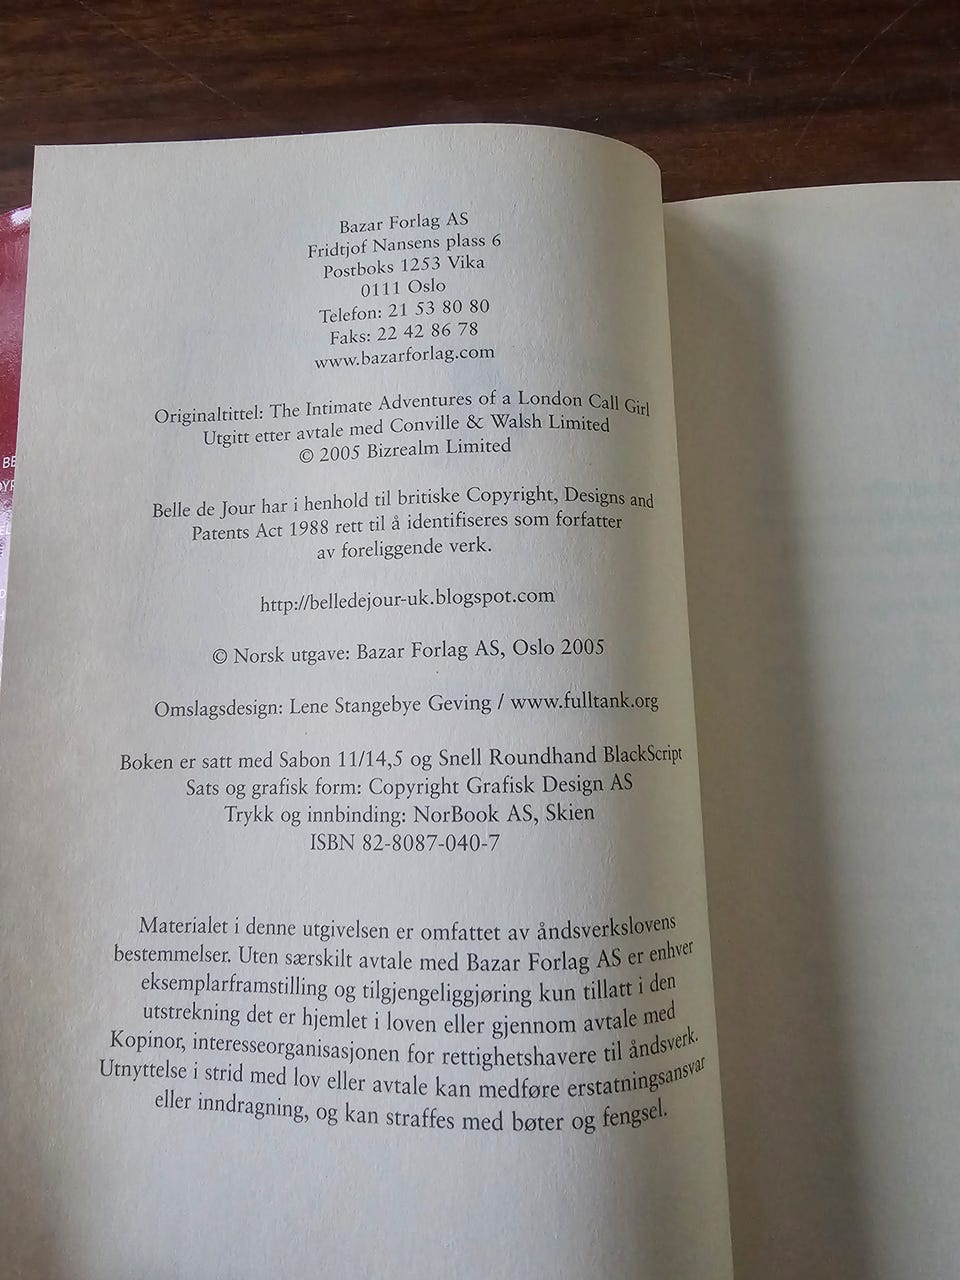 Bazar Forlag AS
Fridtjof Nansens plass 6
Postboks 1253 Vika
0111 Oslo
Telefon: 21 53 80 80
Faks: 22 42 86 78
www.bazarforlag.com
Originaltittel: The Intimate Adventures of a London Call Girl
Utgitt etter avtale med Conville & Walsh Limited
© 2005 Bizrealm Limited
Belle de Jour har i henhold til britiske Copyright, Designs and
Patents Act 1988 rett til å identifiseres som forfatter
av foreliggende verk.
http://belledejour-uk.blogspot.com
© Norsk utgave: Bazar Forlag AS, Oslo 2005
Omslagsdesign: Lene Stangebye Geving / www.fulltank.org
Boken er satt med Sabon 11/14,5 og Snell Roundhand BlackScript
Sats og grafisk form: Copyright Grafisk Design AS
Trykk og innbinding: NorBook AS, Skien
ISBN 82-8087-040-7
Materialet i denne utgivelsen er omfattet av åndsverkslovens
bestemmelser. Uten særskilt avtale med Bazar Forlag AS er enhver
eksemplarframstilling og tilgjengeliggjøring kun tillatt i den
utstrekning det er hjemlet i loven eller gjennom avtale med
Kopinor, interesseorganisasjonen for rettighetshavere til åndsverk.
Utnyttelse i strid med lov eller avtale kan medføre erstatningsansvar
eller inndragning, og kan straffes med bøter og fengsel.